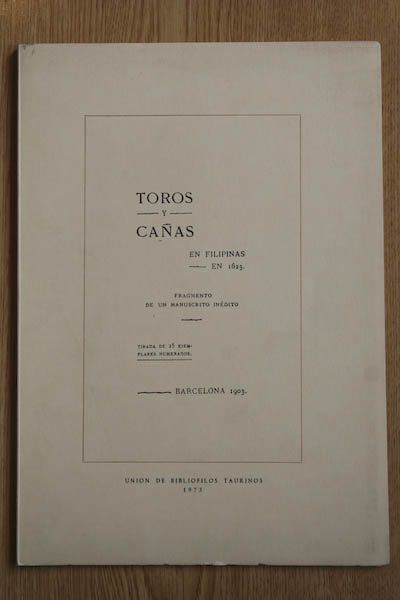 TOROS
Y
CAÑAS
EN FILIPINAS
EN 1623.
FRAGMENTO
DE UN MANUSCRITO INÉDITO
TIRADA DE 25 EJEM-
PLARES NUMERADOS.
BARCELONA 1903.
UNION DE BIBLIOFILOS TAURINOS
1973